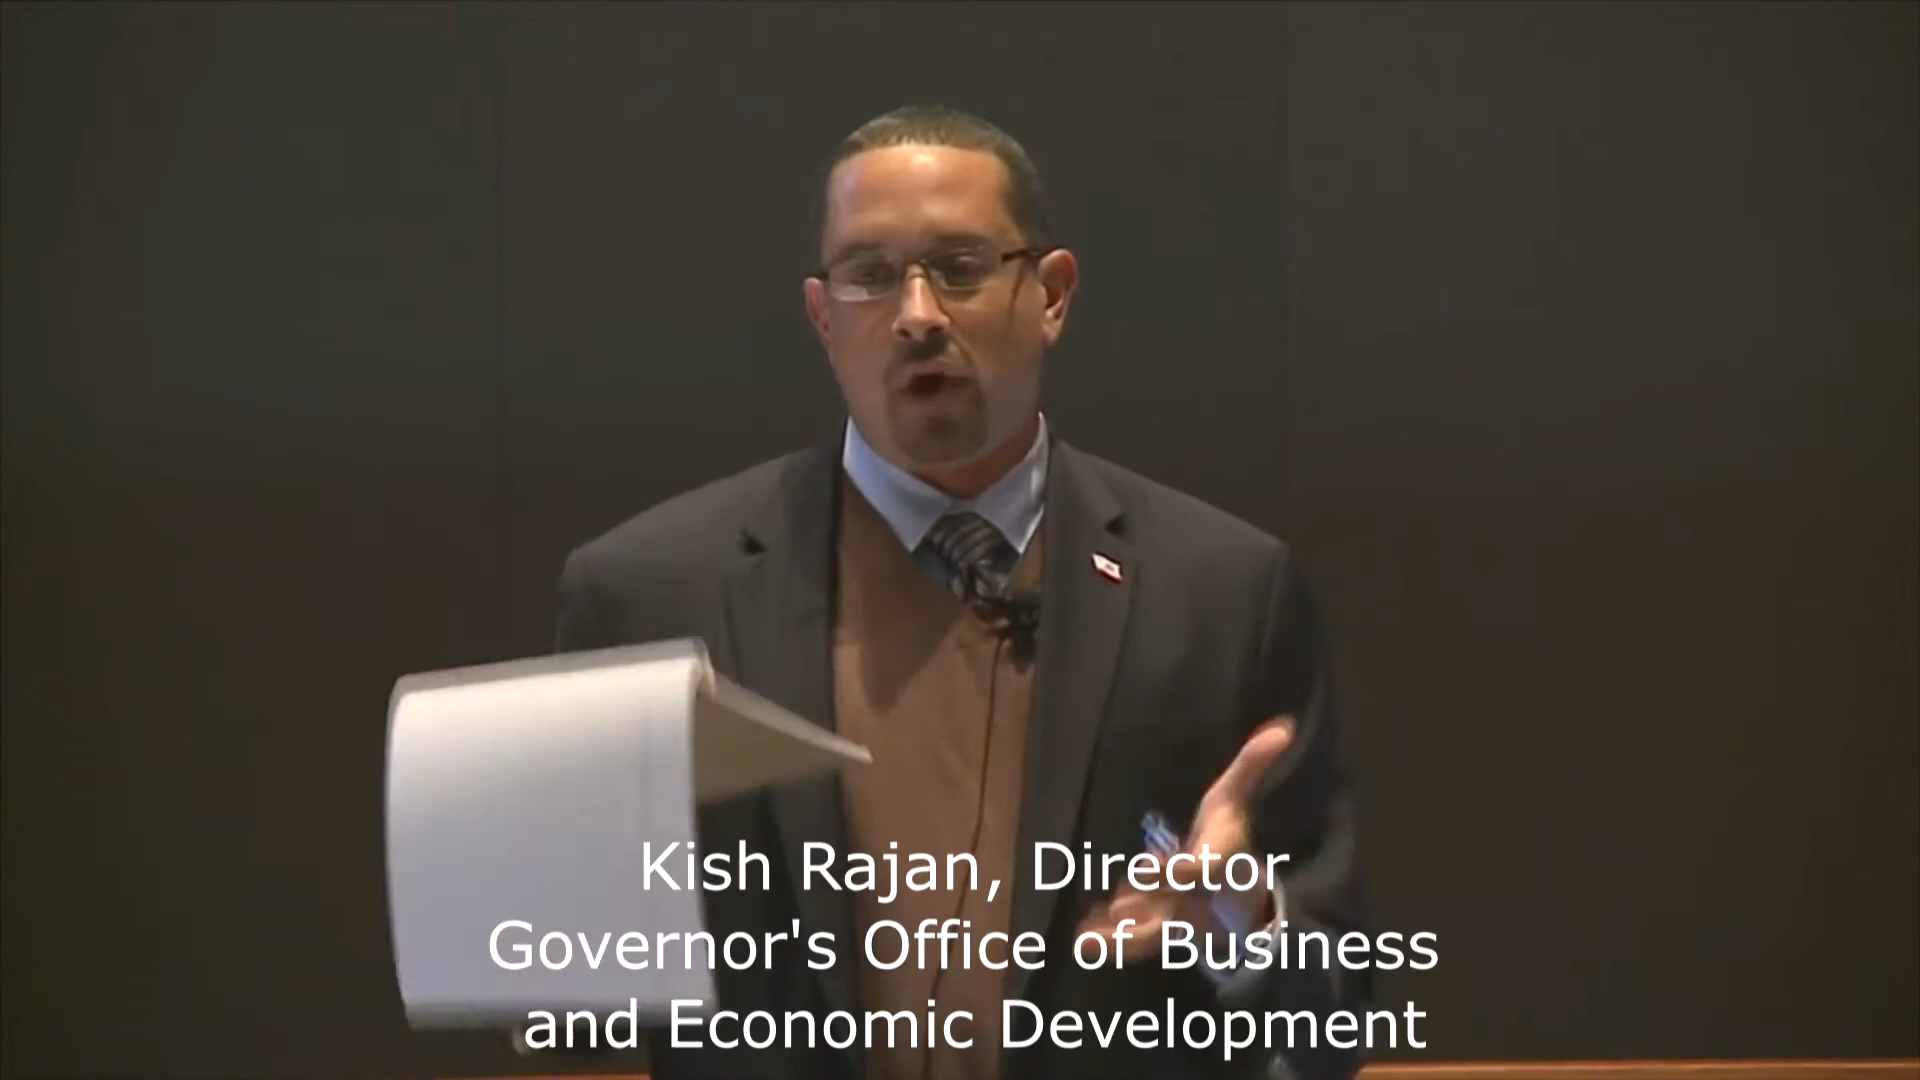 Kish Rajan, Director
Governor's Office of Business
and Economic Development